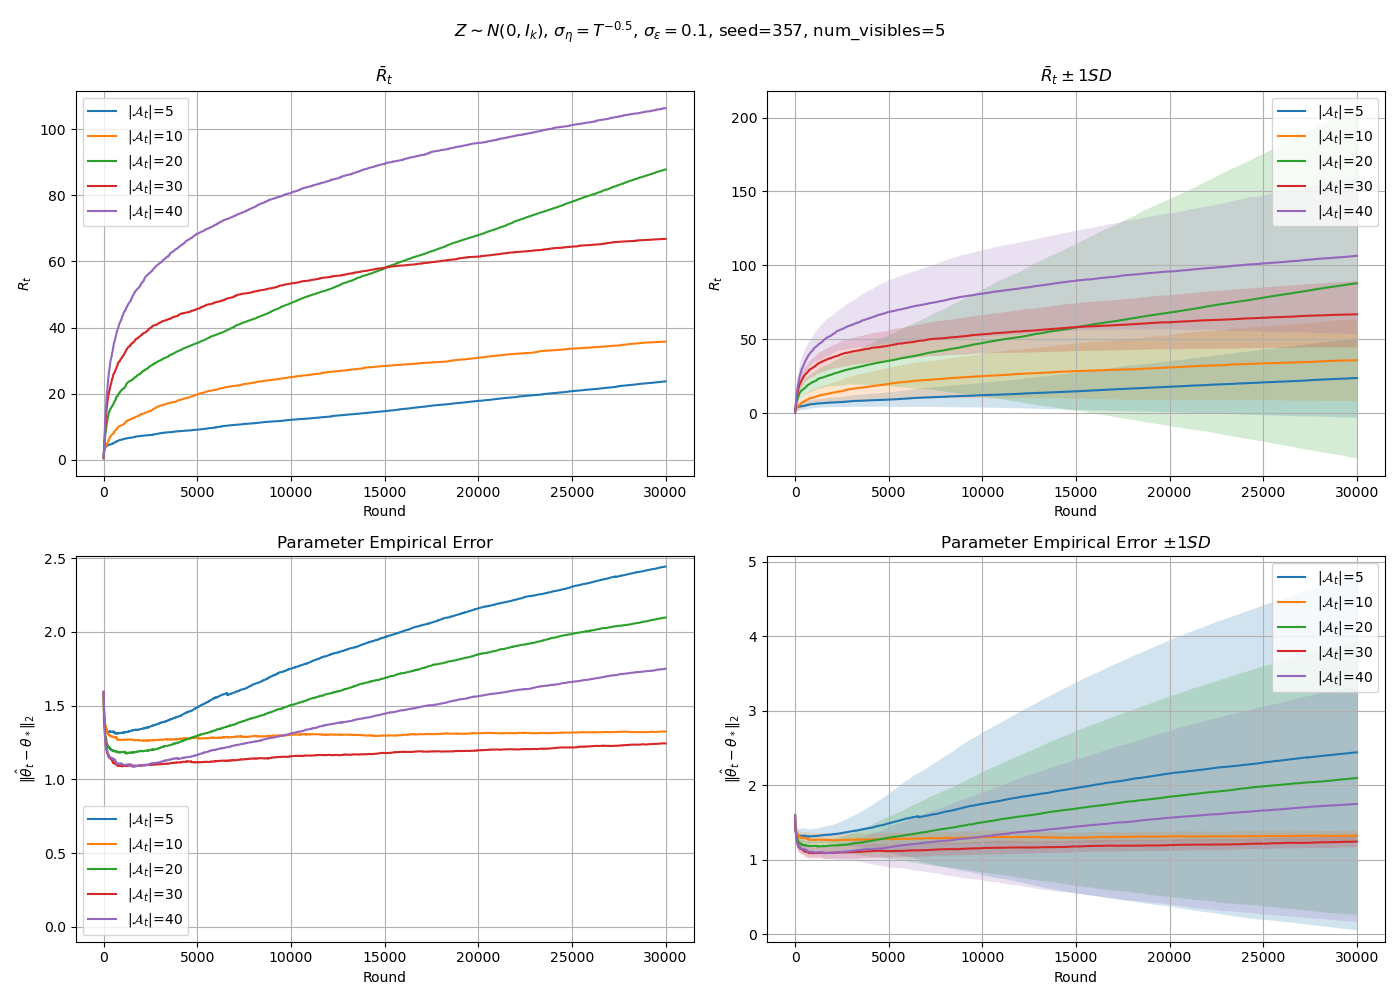 Z ~ N(0, I_k), σ_η = T^{−0.5}, σ_ε = 0.1, seed=357, num_visibles=5
R̄_t
R_t
100
80
60
40
20
0
|𝒜_t|=5
|𝒜_t|=10
|𝒜_t|=20
|𝒜_t|=30
|𝒜_t|=40
0 5000 10000 15000 20000 25000 30000
Round
R̄_t ± 1SD
R_t
200
150
100
50
0
|𝒜_t|=5
|𝒜_t|=10
|𝒜_t|=20
|𝒜_t|=30
|𝒜_t|=40
0 5000 10000 15000 20000 25000 30000
Round
Parameter Empirical Error
‖θ̂_t − θ_*‖_2
2.5
2.0
1.5
1.0
0.5
0.0
|𝒜_t|=5
|𝒜_t|=10
|𝒜_t|=20
|𝒜_t|=30
|𝒜_t|=40
0 5000 10000 15000 20000 25000 30000
Round
Parameter Empirical Error ±1SD
‖θ̂_t − θ_*‖_2
5
4
3
2
1
0
|𝒜_t|=5
|𝒜_t|=10
|𝒜_t|=20
|𝒜_t|=30
|𝒜_t|=40
0 5000 10000 15000 20000 25000 30000
Round